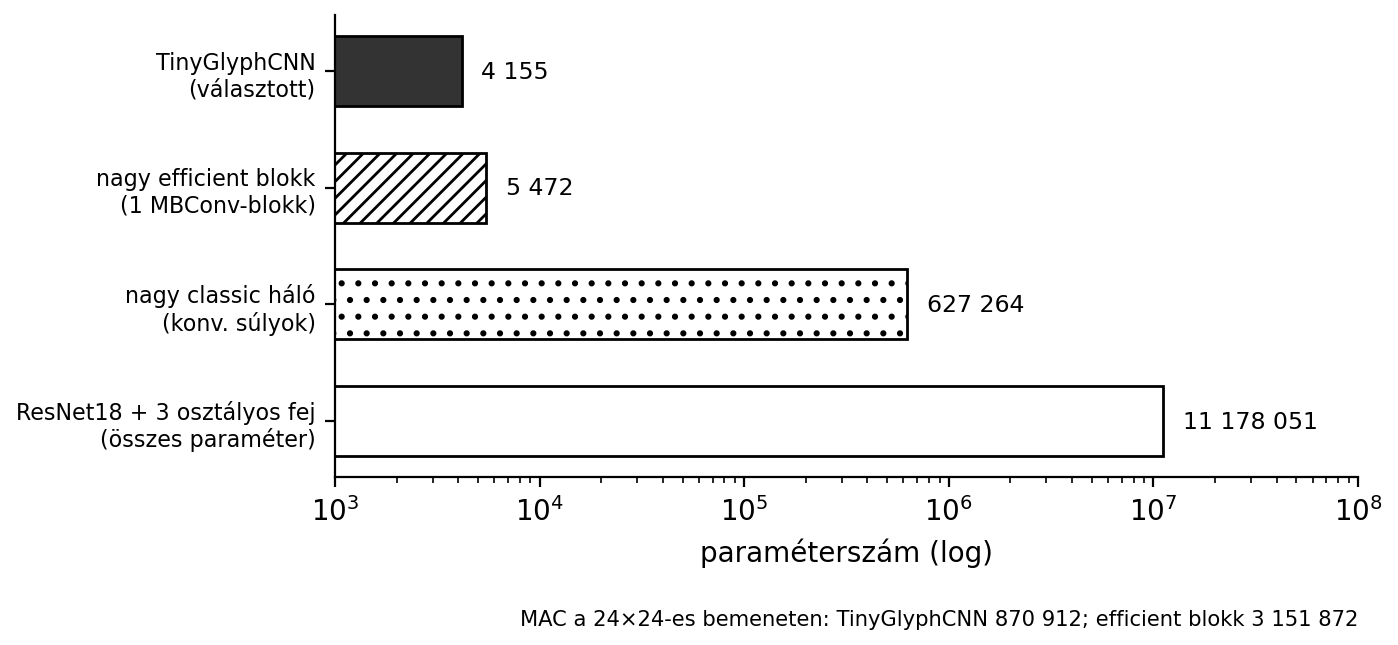 TinyGlyphCNN
(választott)
4 155
nagy efficient blokk
(1 MBConv-blokk)
5 472
nagy classic háló
(konv. súlyok)
627 264
ResNet18 + 3 osztályos fej
(összes paraméter)
11 178 051
10³ 10⁴ 10⁵ 10⁶ 10⁷ 10⁸
paraméterszám (log)
MAC a 24×24-es bemeneten: TinyGlyphCNN 870 912; efficient blokk 3 151 872